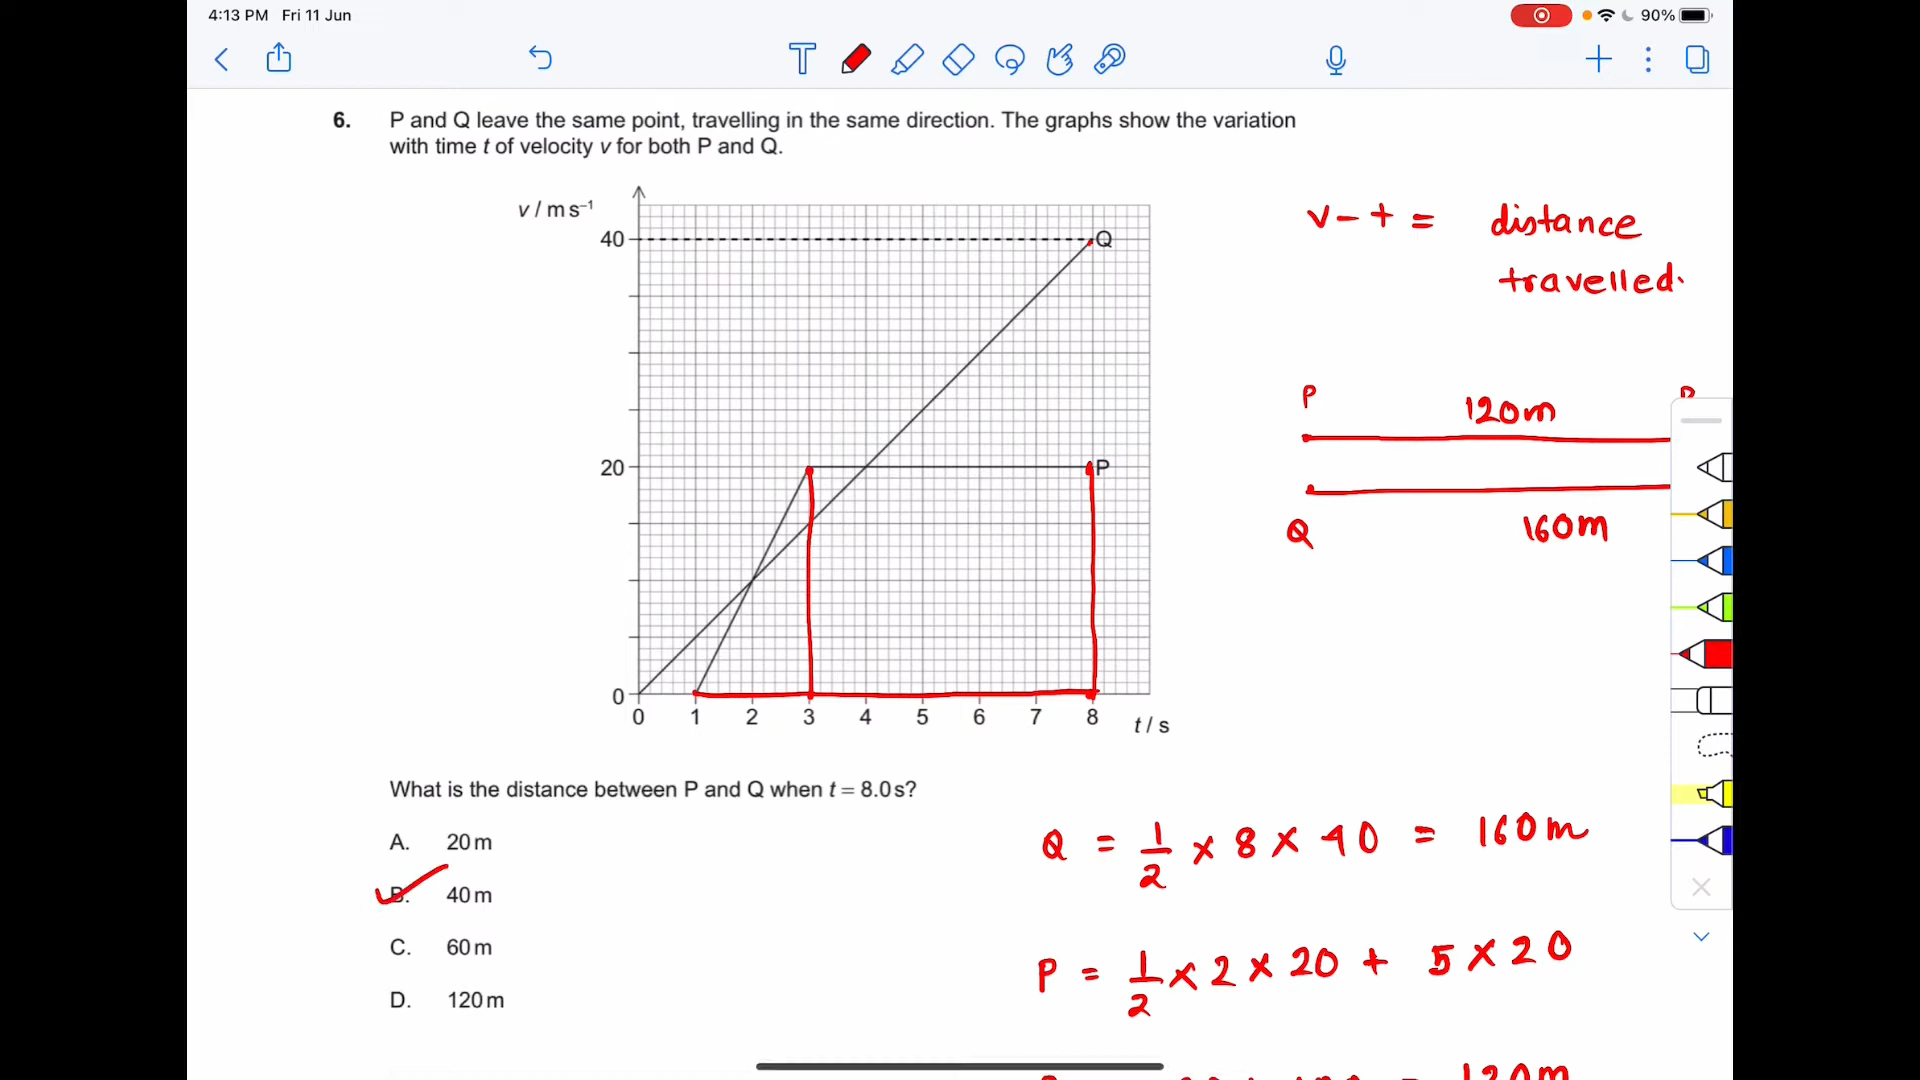 4:13 PM Fri 11 Jun
90%
T
6. P and Q leave the same point, travelling in the same direction. The graphs show the variation
with time t of velocity v for both P and Q.
v / m s⁻¹
40
Q
20
P
0
0 1 2 3 4 5 6 7 8
t / s
v - t = distance
travelled.
P
120m
Q
160m
What is the distance between P and Q when t = 8.0 s?
A. 20 m
B. 40 m
C. 60 m
D. 120 m
Q = 1/2 × 8 × 40 = 160m
P = 1/2 × 2 × 20 + 5 × 20
= 120m